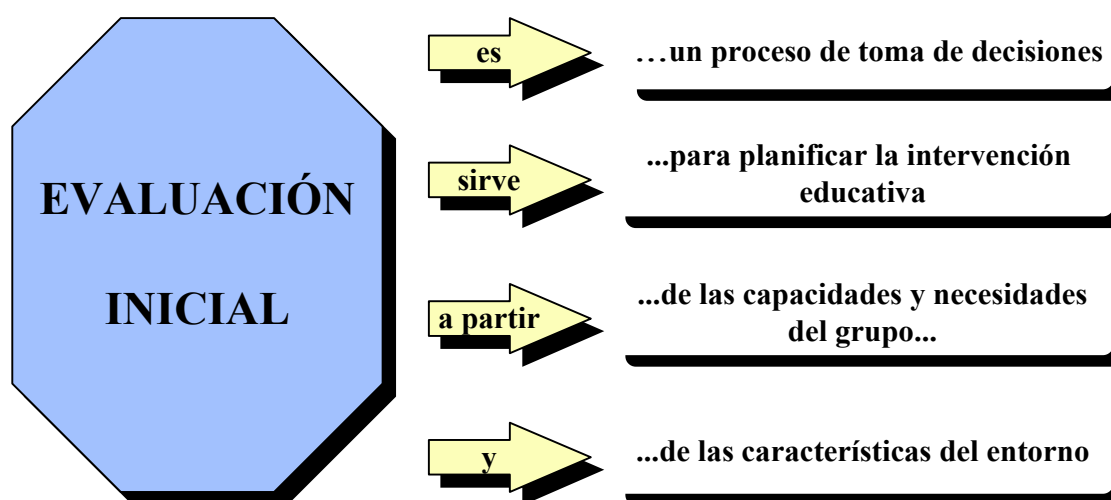 EVALUACIÓN
INICIAL
es
…un proceso de toma de decisiones
sirve
...para planificar la intervención
educativa
a partir
...de las capacidades y necesidades
del grupo...
y
...de las características del entorno